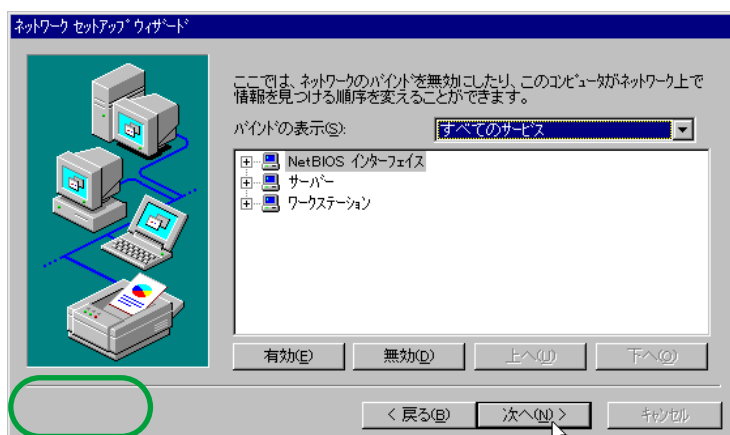 ネットワーク セットアップ ウィザード
ここでは、ネットワークのバインドを無効にしたり、このコンピュータがネットワーク上で
情報を見つける順序を変えることができます。
バインドの表示(S):
すべてのサービス
NetBIOS インターフェイス
サーバー
ワークステーション
有効(E)
無効(D)
上へ(U)
下へ(O)
< 戻る(B)
次へ(N) >
キャンセル